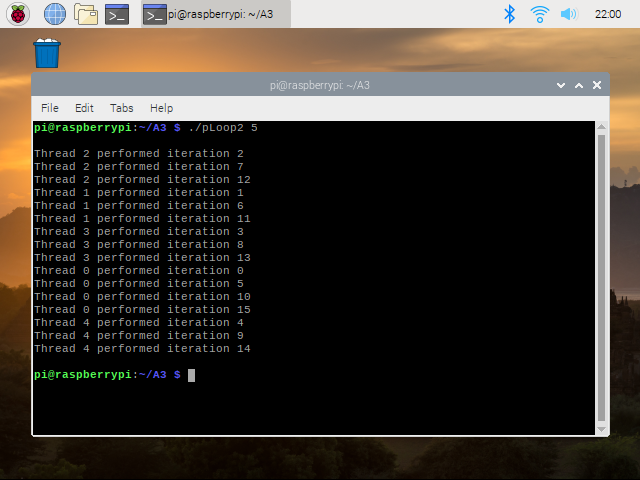 pi@raspberrypi: ~/A3
22:00
pi@raspberrypi: ~/A3
File Edit Tabs Help
pi@raspberrypi:~/A3 $ ./pLoop2 5
Thread 2 performed iteration 2
Thread 2 performed iteration 7
Thread 2 performed iteration 12
Thread 1 performed iteration 1
Thread 1 performed iteration 6
Thread 1 performed iteration 11
Thread 3 performed iteration 3
Thread 3 performed iteration 8
Thread 3 performed iteration 13
Thread 0 performed iteration 0
Thread 0 performed iteration 5
Thread 0 performed iteration 10
Thread 0 performed iteration 15
Thread 4 performed iteration 4
Thread 4 performed iteration 9
Thread 4 performed iteration 14
pi@raspberrypi:~/A3 $